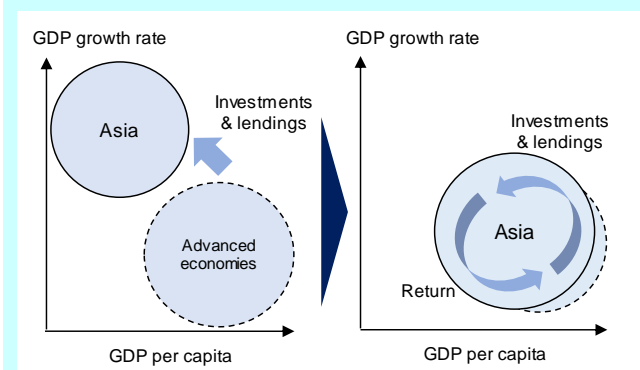 GDP growth rate
Asia
Investments
& lendings
Advanced
economies
GDP per capita
GDP growth rate
Investments
& lendings
Asia
Return
GDP per capita